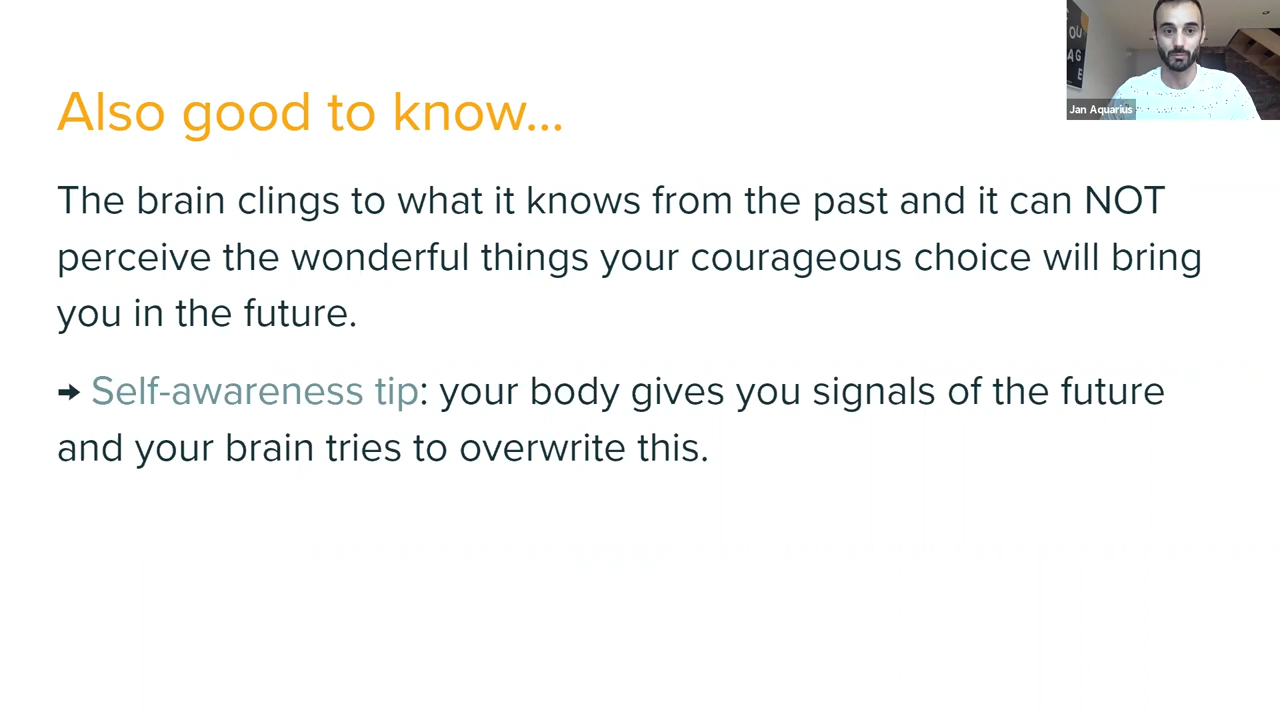 Also good to know...
The brain clings to what it knows from the past and it can NOT
perceive the wonderful things your courageous choice will bring
you in the future.
➡ Self-awareness tip: your body gives you signals of the future
and your brain tries to overwrite this.
OU
AG
E
Jan Aquarius